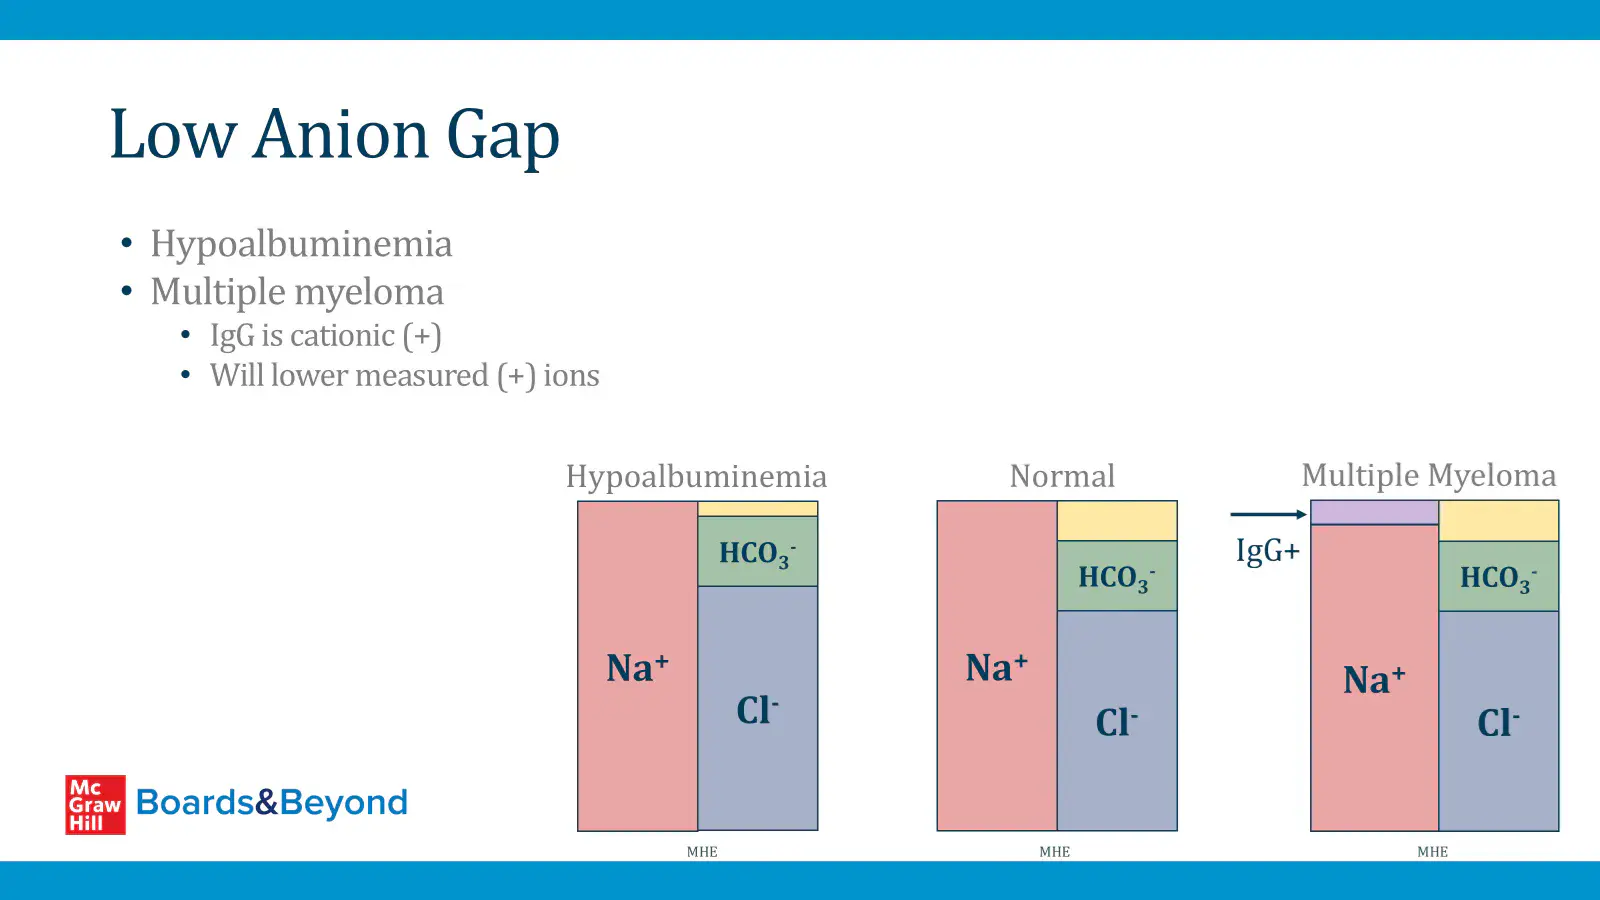 Low Anion Gap
• Hypoalbuminemia
• Multiple myeloma
• IgG is cationic (+)
• Will lower measured (+) ions
Hypoalbuminemia
HCO₃⁻
Na⁺
Cl⁻
MHE
Normal
HCO₃⁻
Na⁺
Cl⁻
MHE
Multiple Myeloma
IgG+
HCO₃⁻
Na⁺
Cl⁻
MHE
Mc
Graw
Hill
Boards&Beyond